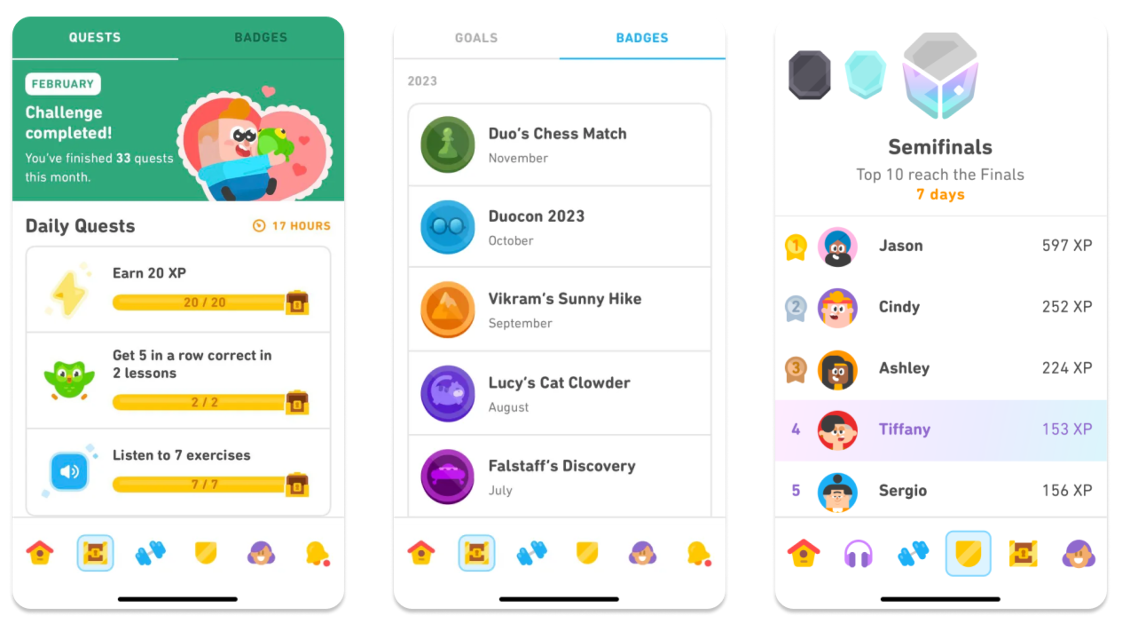 QUESTS
BADGES
FEBRUARY
Challenge
completed!
You've finished 33 quests
this month.
Daily Quests
17 HOURS
Earn 20 XP
20 / 20
Get 5 in a row correct in
2 lessons
2 / 2
Listen to 7 exercises
7 / 7
GOALS
BADGES
2023
Duo's Chess Match
November
Duocon 2023
October
Vikram's Sunny Hike
September
Lucy's Cat Clowder
August
Falstaff's Discovery
July
Semifinals
Top 10 reach the Finals
7 days
1
Jason
597 XP
2
Cindy
252 XP
3
Ashley
224 XP
4
Tiffany
153 XP
5
Sergio
156 XP